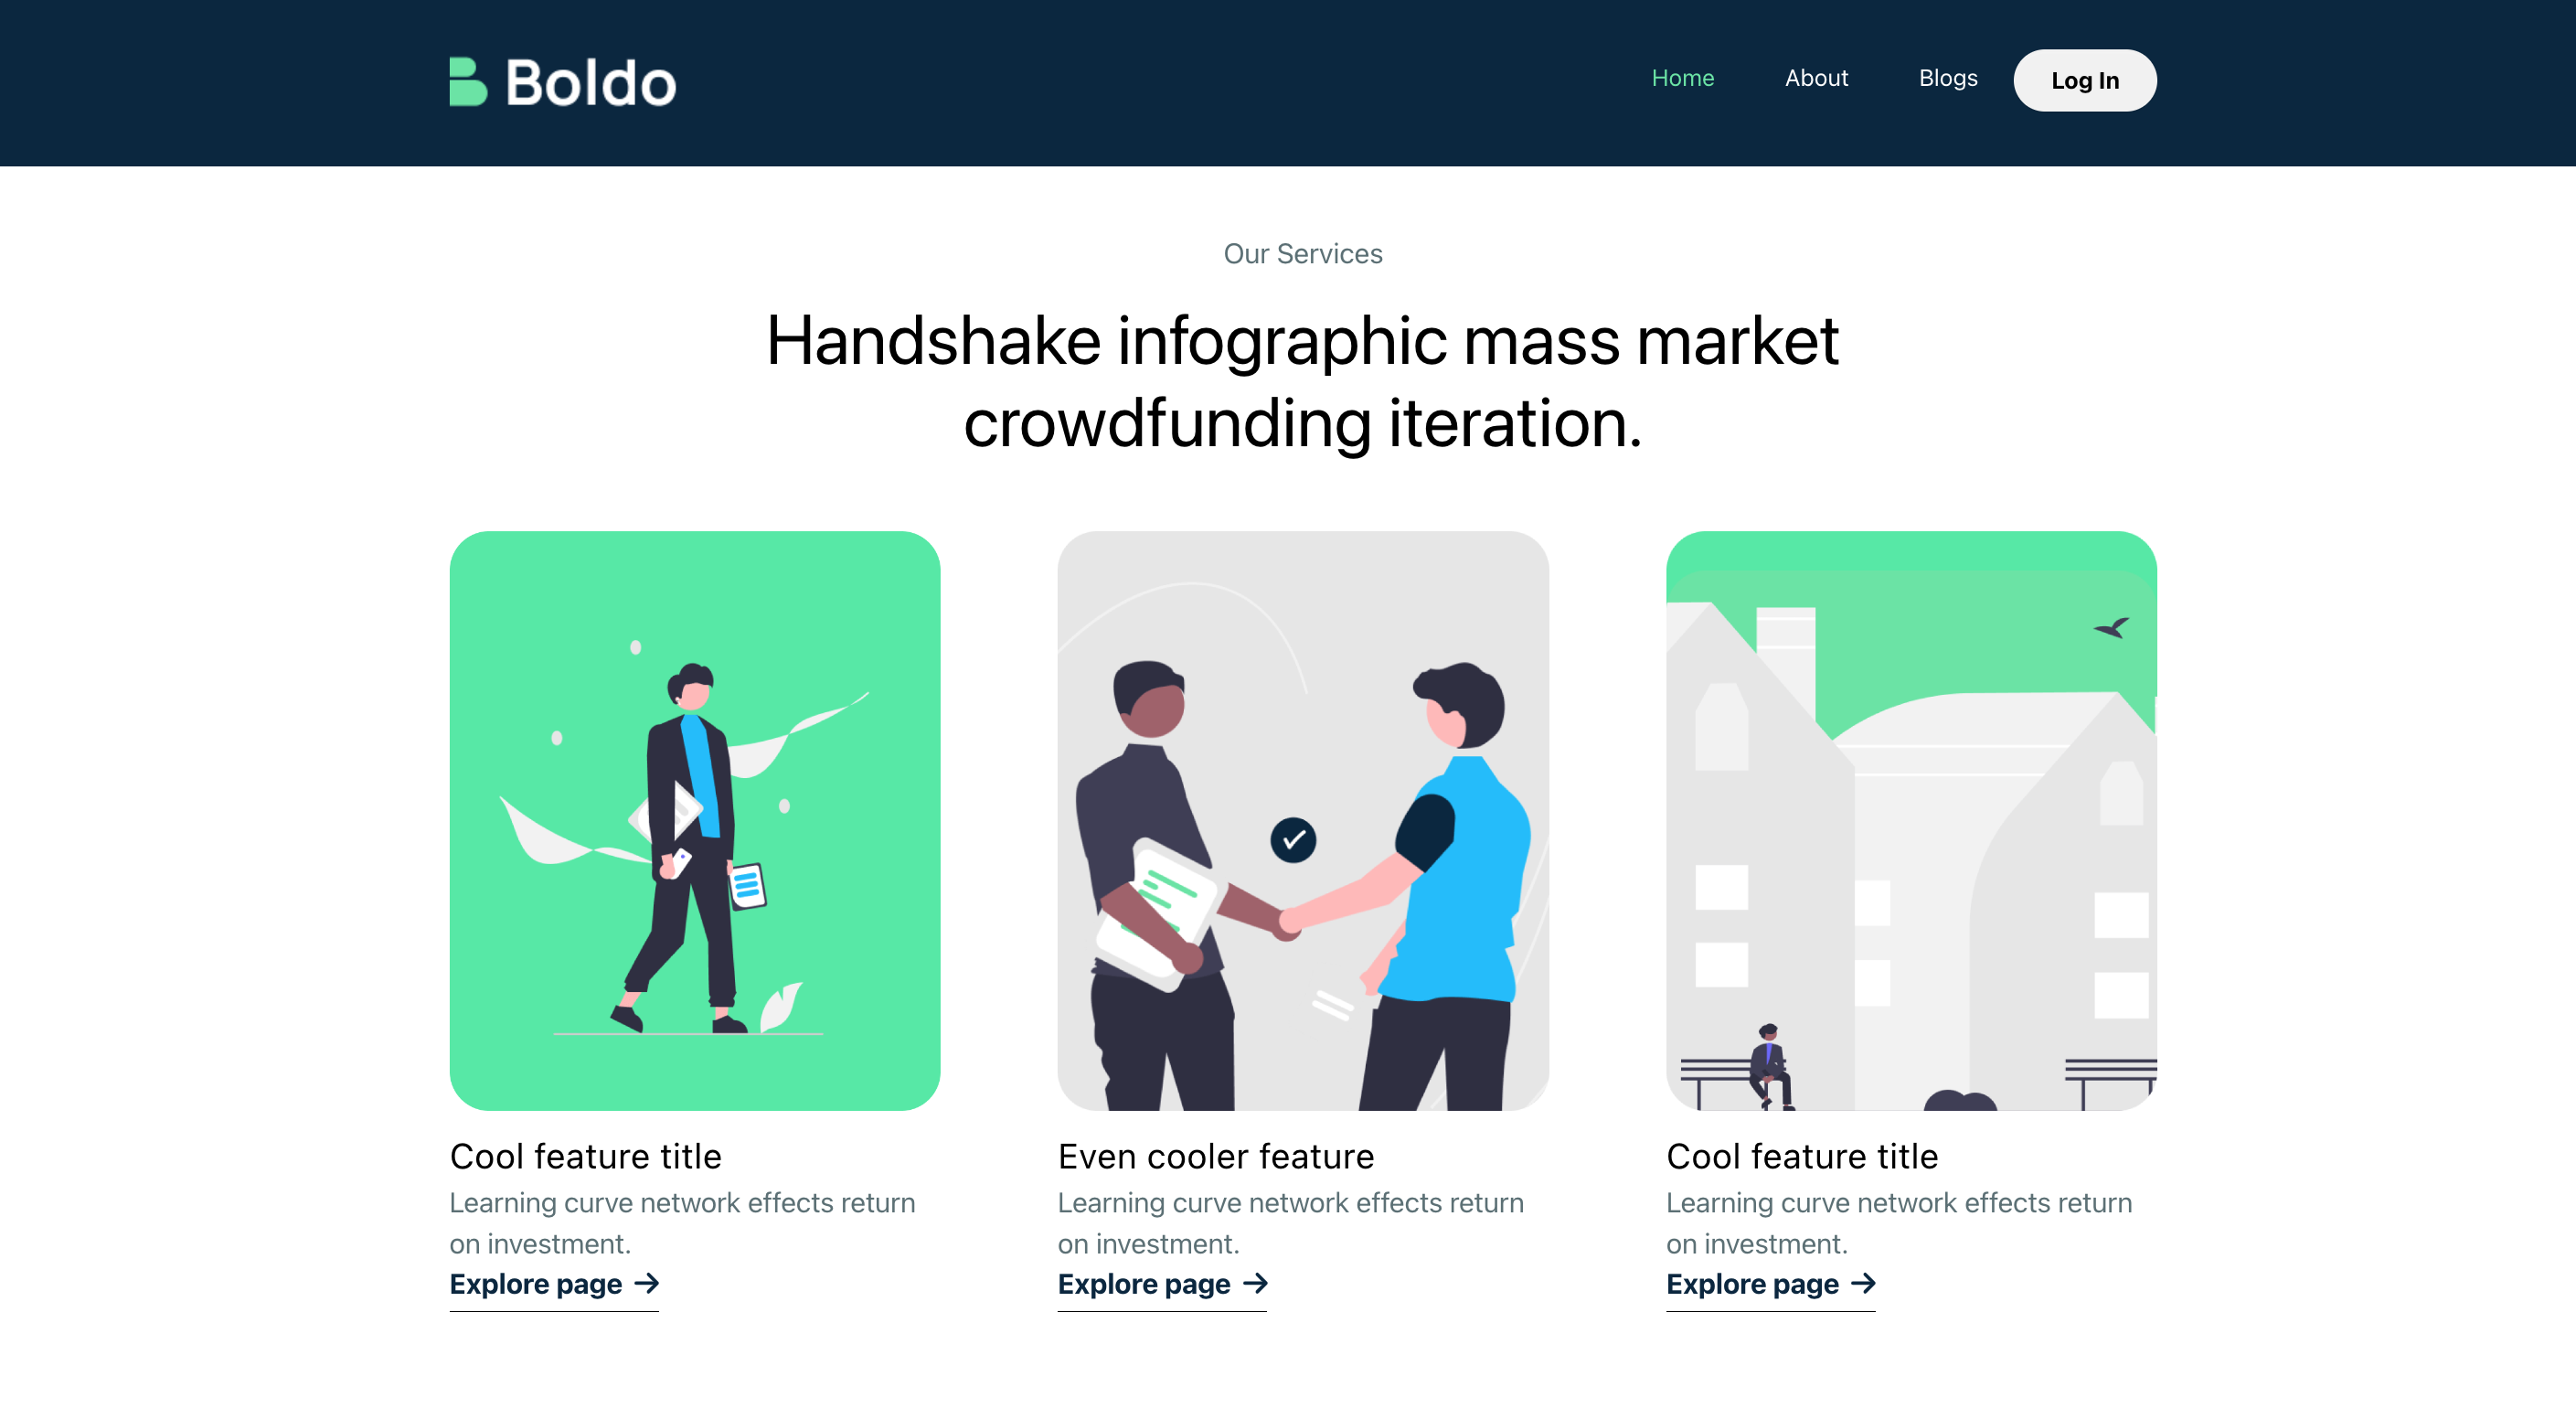 Boldo
Home About Blogs Log In
Our Services
Handshake infographic mass market
crowdfunding iteration.
Cool feature title
Learning curve network effects return
on investment.
Explore page →
Even cooler feature
Learning curve network effects return
on investment.
Explore page →
Cool feature title
Learning curve network effects return
on investment.
Explore page →